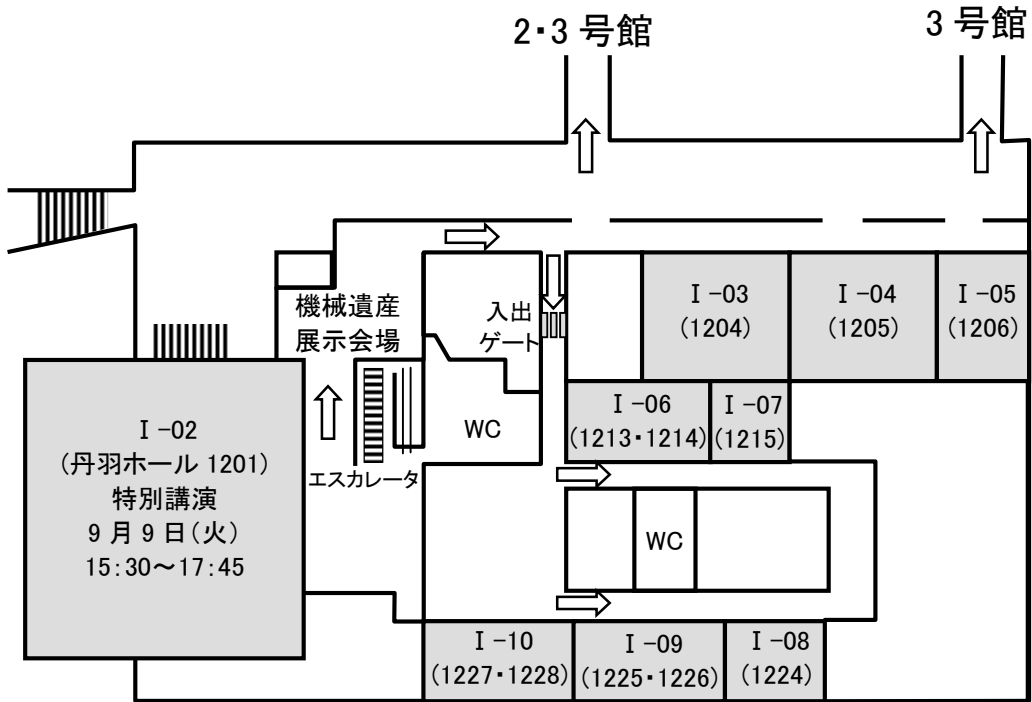 2・3 号館
3 号館
機械遺産
展示会場
入出
ゲート
Ⅰ-03
(1204)
Ⅰ-04
(1205)
Ⅰ-05
(1206)
Ⅰ-06
(1213・1214)
Ⅰ-07
(1215)
WC
エスカレータ
Ⅰ-02
(丹羽ホール 1201)
特別講演
9 月 9 日(火)
15:30～17:45
WC
Ⅰ-10
(1227・1228)
Ⅰ-09
(1225・1226)
Ⅰ-08
(1224)